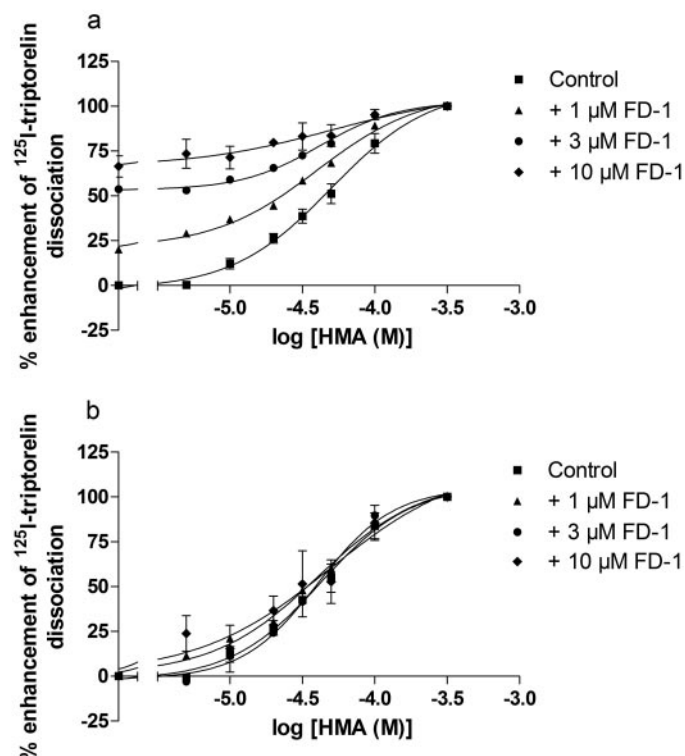 a
% enhancement of ¹²⁵I-triptorelin
dissociation
125
100
75
50
25
0
-25
-5.0 -4.5 -4.0 -3.5 -3.0
log [HMA (M)]
Control
+ 1 µM FD-1
+ 3 µM FD-1
+ 10 µM FD-1
b
% enhancement of ¹²⁵I-triptorelin
dissociation
125
100
75
50
25
0
-25
-5.0 -4.5 -4.0 -3.5 -3.0
log [HMA (M)]
Control
+ 1 µM FD-1
+ 3 µM FD-1
+ 10 µM FD-1